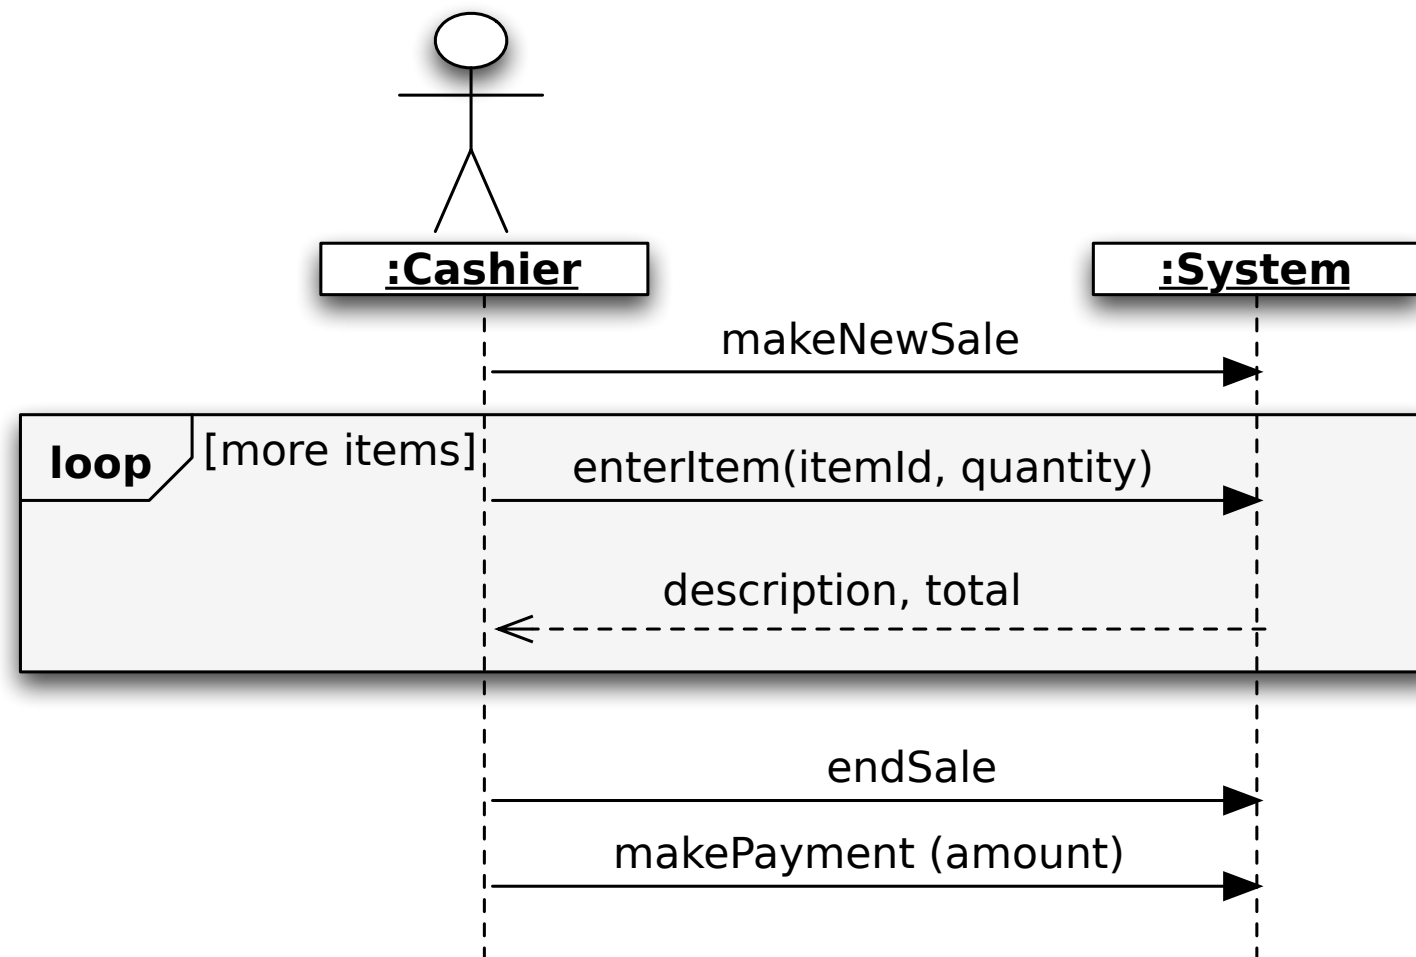 :Cashier
:System
makeNewSale
loop
[more items]
enterItem(itemId, quantity)
description, total
endSale
makePayment (amount)